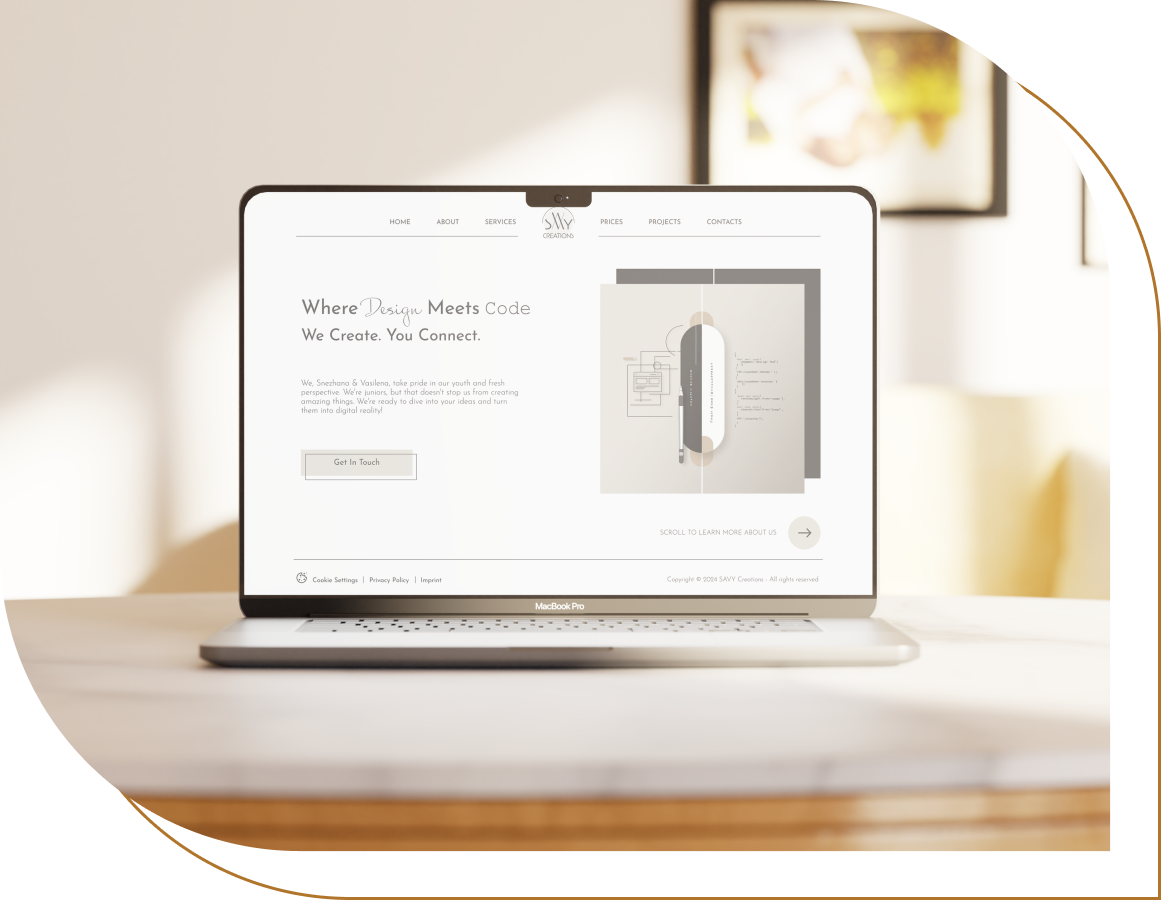 HOME ABOUT SERVICES SAVY PRICES PROJECTS CONTACTS
CREATIONS
Where Design Meets Code
We Create. You Connect.
We, Snezhana & Vasilena, take pride in our youth and fresh
perspective. We're juniors, but that doesn't stop us from creating
amazing things. We're ready to dive into your ideas and turn
them into digital reality!
Get In Touch
SCROLL TO LEARN MORE ABOUT US
Cookie Settings | Privacy Policy | Imprint
Copyright © 2024 SAVY Creations - All rights reserved
MacBook Pro